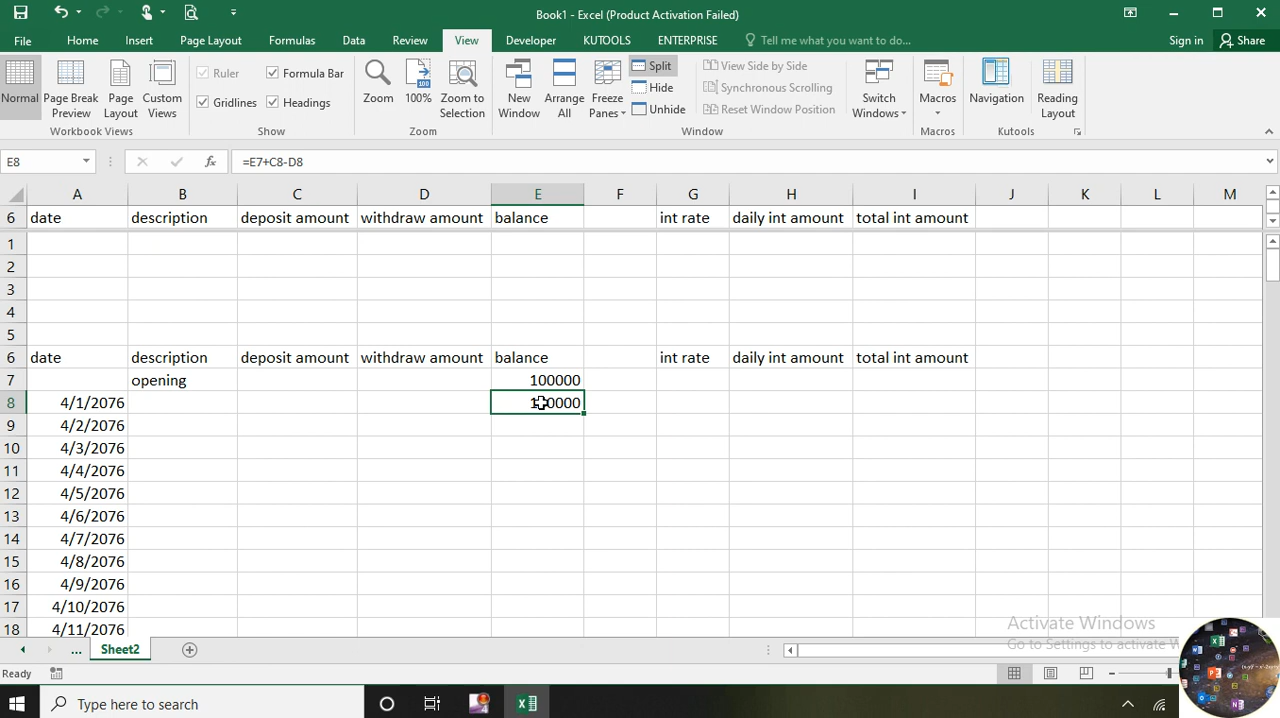 Book1 - Excel (Product Activation Failed)
File Home Insert Page Layout Formulas Data Review View Developer KUTOOLS ENTERPRISE Tell me what you want to do... Sign in Share
Normal Page Break Preview Page Layout Custom Views
Workbook Views
Ruler Formula Bar
Gridlines Headings
Show
Zoom 100% Zoom to Selection
Zoom
New Window Arrange All Freeze Panes
Split View Side by Side
Hide Synchronous Scrolling
Unhide Reset Window Position
Switch Windows
Window
Macros
Macros
Navigation Reading Layout
Kutools
E8 fx =E7+C8-D8
A B C D E F G H I J K L M
6 date description deposit amount withdraw amount balance int rate daily int amount total int amount
1
2
3
4
5
6 date description deposit amount withdraw amount balance int rate daily int amount total int amount
7 opening 100000
8 4/1/2076 100000
9 4/2/2076
10 4/3/2076
11 4/4/2076
12 4/5/2076
13 4/6/2076
14 4/7/2076
15 4/8/2076
16 4/9/2076
17 4/10/2076
18 4/11/2076
Activate Windows
Go to Settings to activate W
... Sheet2
Ready
Type here to search